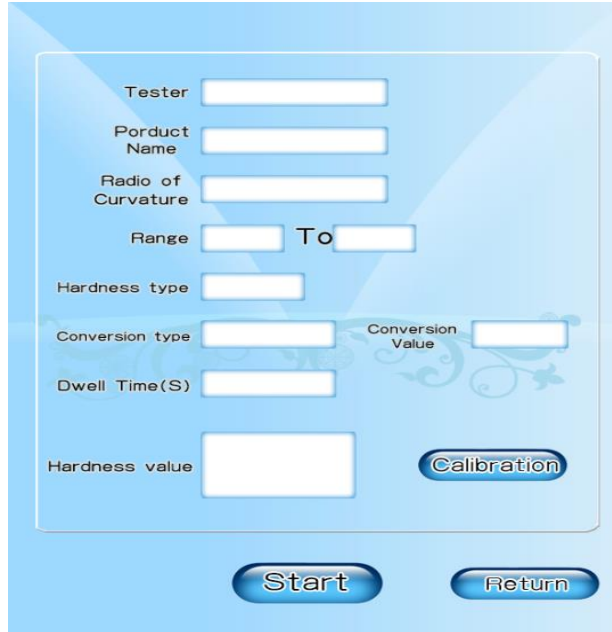 Tester
Porduct
Name
Radio of
Curvature
Range To
Hardness type
Conversion type
Conversion
Value
Dwell Time(S)
Hardness value
Calibration
Start
Return